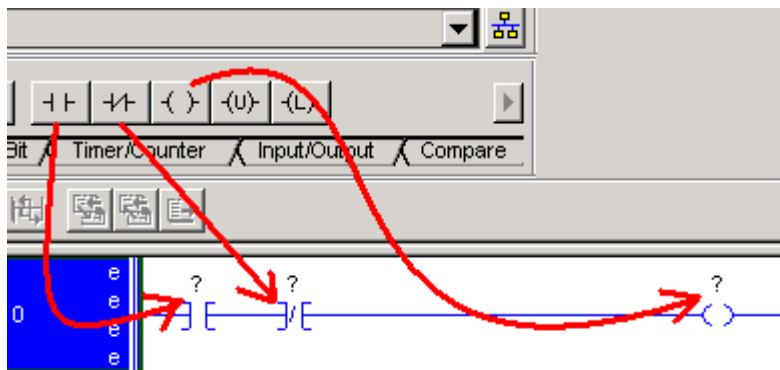 (U) (L)
Bit Timer/Counter Input/Output Compare
? ? ?
e
0 e
e
e